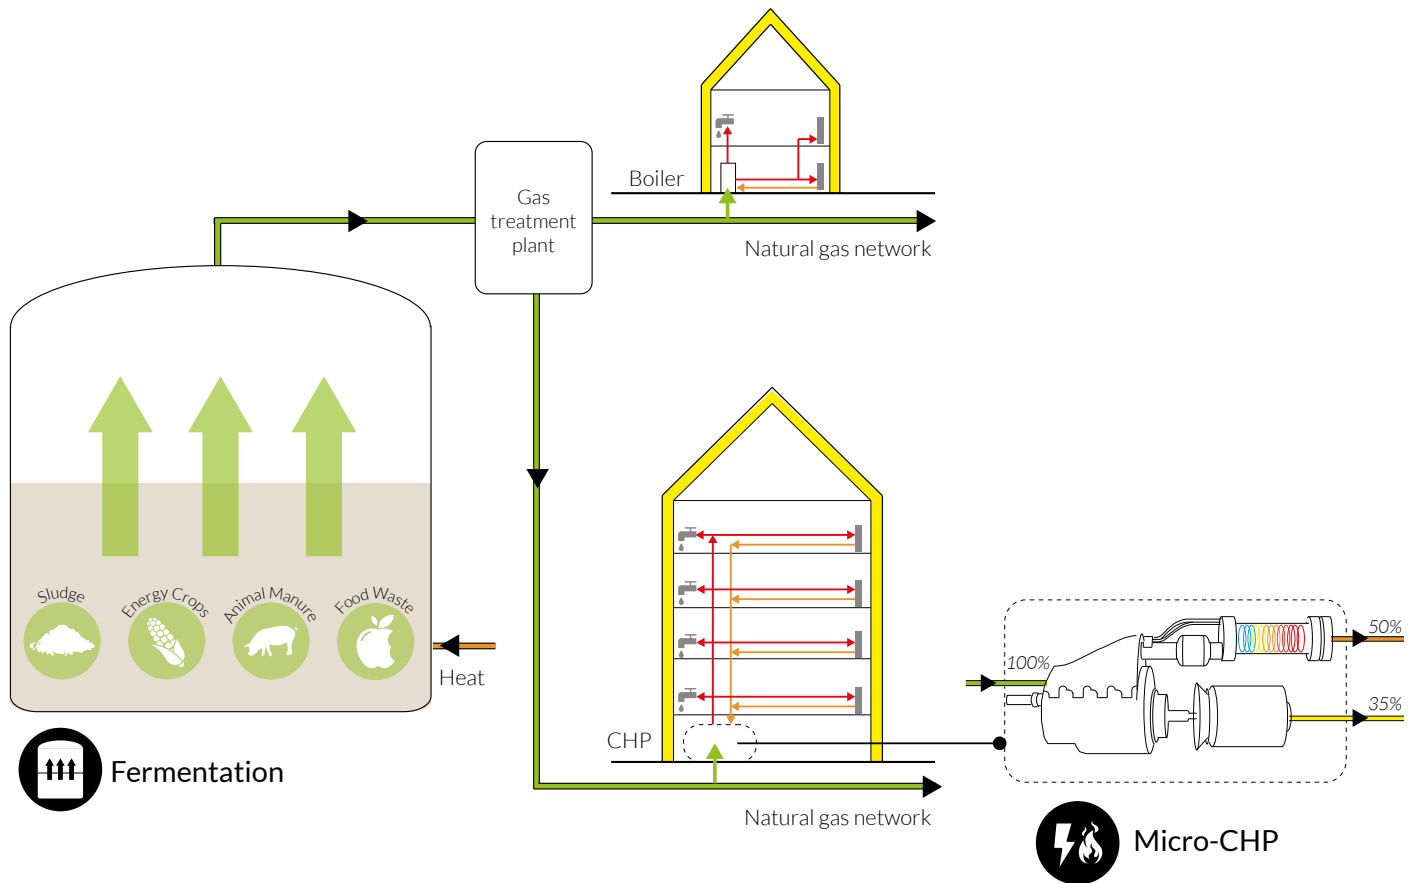 Boiler
Gas
treatment
plant
Natural gas network
Sludge
Energy Crops
Animal Manure
Food Waste
Heat
100%
50%
35%
CHP
Fermentation
Natural gas network
Micro-CHP